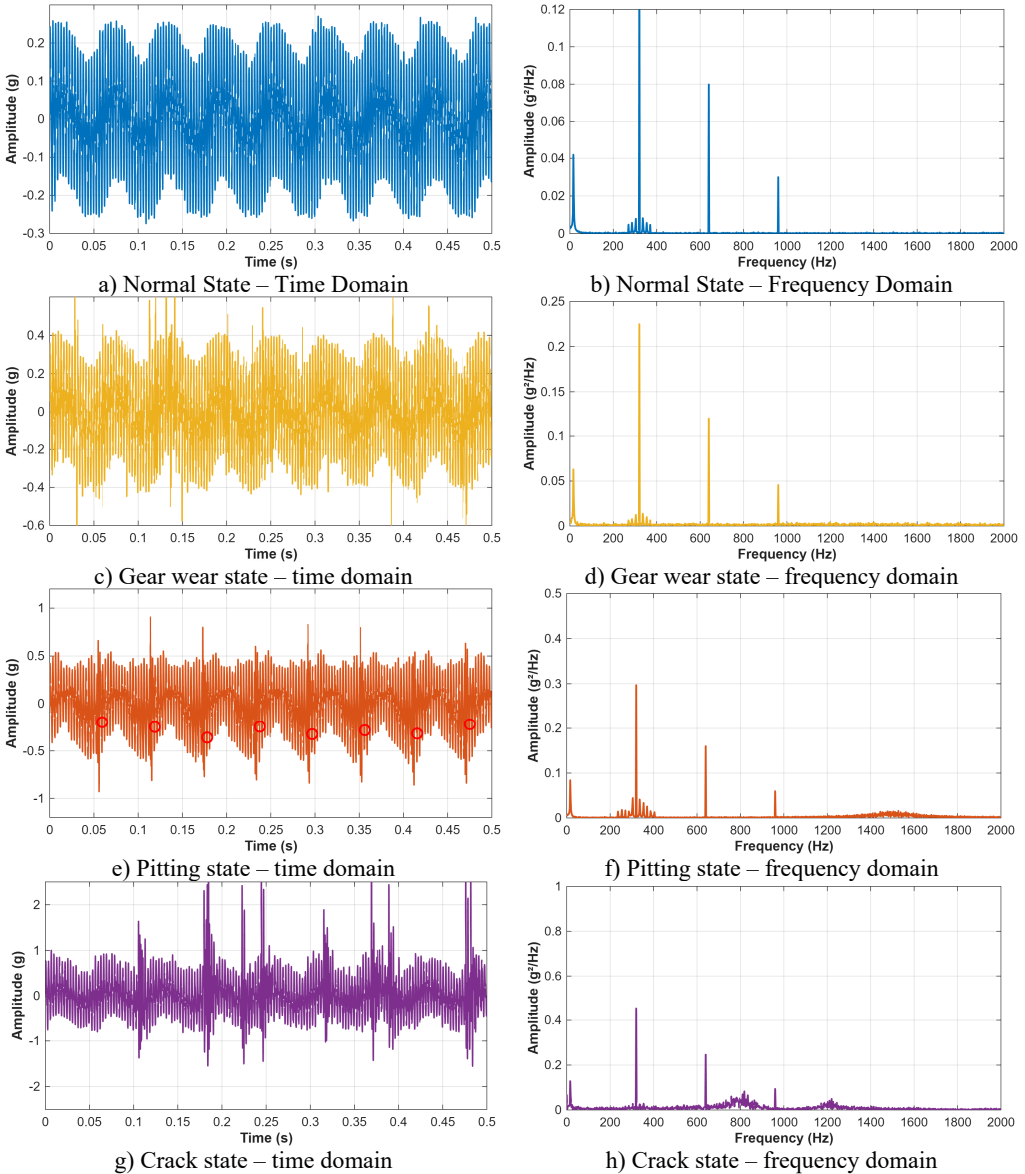 Amplitude (g)
0.2
0.1
0
-0.1
-0.2
-0.3
0 0.05 0.1 0.15 0.2 0.25 0.3 0.35 0.4 0.45 0.5
Time (s)
a) Normal State – Time Domain
Amplitude (g²/Hz)
0.12
0.1
0.08
0.06
0.04
0.02
0
0 200 400 600 800 1000 1200 1400 1600 1800 2000
Frequency (Hz)
b) Normal State – Frequency Domain
Amplitude (g)
0.4
0.2
0
-0.2
-0.4
-0.6
0 0.05 0.1 0.15 0.2 0.25 0.3 0.35 0.4 0.45 0.5
Time (s)
c) Gear wear state – time domain
Amplitude (g²/Hz)
0.25
0.2
0.15
0.1
0.05
0
0 200 400 600 800 1000 1200 1400 1600 1800 2000
Frequency (Hz)
d) Gear wear state – frequency domain
Amplitude (g)
1
0.5
0
-0.5
-1
0 0.05 0.1 0.15 0.2 0.25 0.3 0.35 0.4 0.45 0.5
Time (s)
e) Pitting state – time domain
Amplitude (g²/Hz)
0.5
0.4
0.3
0.2
0.1
0
0 200 400 600 800 1000 1200 1400 1600 1800 2000
Frequency (Hz)
f) Pitting state – frequency domain
Amplitude (g)
2
1
0
-1
-2
0 0.05 0.1 0.15 0.2 0.25 0.3 0.35 0.4 0.45 0.5
Time (s)
g) Crack state – time domain
Amplitude (g²/Hz)
1
0.8
0.6
0.4
0.2
0
0 200 400 600 800 1000 1200 1400 1600 1800 2000
Frequency (Hz)
h) Crack state – frequency domain